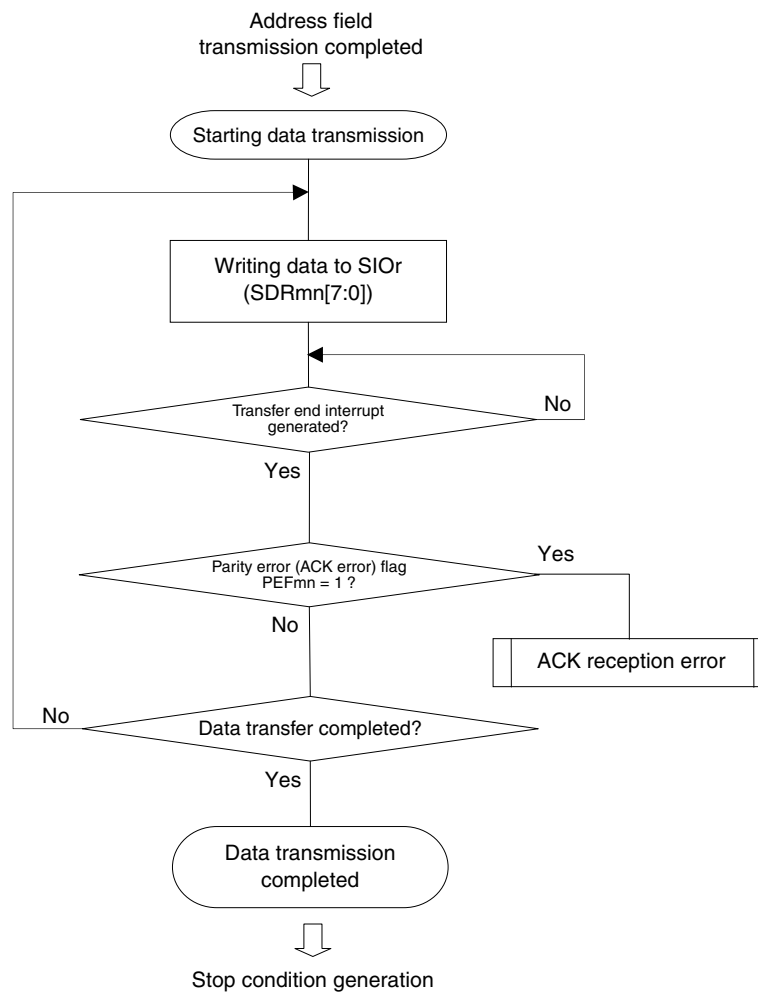 Address field
transmission completed
Starting data transmission
Writing data to SIOr
(SDRmn[7:0])
Transfer end interrupt
generated?
No
Yes
Parity error (ACK error) flag
PEFmn = 1 ?
Yes
No
ACK reception error
Data transfer completed?
No
Yes
Data transmission
completed
Stop condition generation